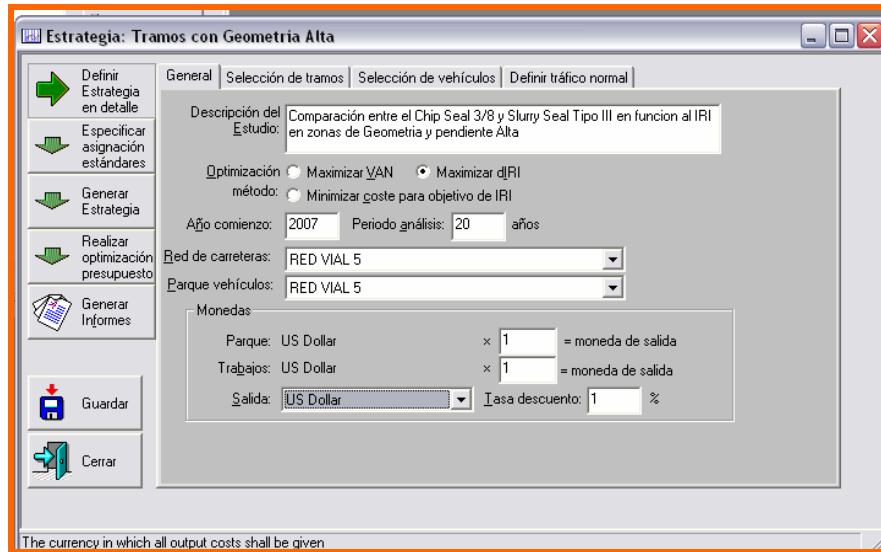 Estrategia: Tramos con Geometria Alta
Definir
Estrategia
en detalle
Especificar
asignación
estándares
Generar
Estrategia
Realizar
optimización
presupuesto
Generar
Informes
Guardar
Cerrar
General
Selección de tramos
Selección de vehículos
Definir tráfico normal
Descripción del
Estudio:
Comparación entre el Chip Seal 3/8 y Slurry Seal Tipo III en funcion al IRI
en zonas de Geometria y pendiente Alta
Optimización
método:
Maximizar VAN
Maximizar dIRI
Minimizar coste para objetivo de IRI
Año comienzo: 2007 Periodo análisis: 20 años
Red de carreteras: RED VIAL 5
Parque vehículos: RED VIAL 5
Monedas
Parque: US Dollar × 1 = moneda de salida
Trabajos: US Dollar × 1 = moneda de salida
Salida: US Dollar Tasa descuento: 1 %
The currency in which all output costs shall be given